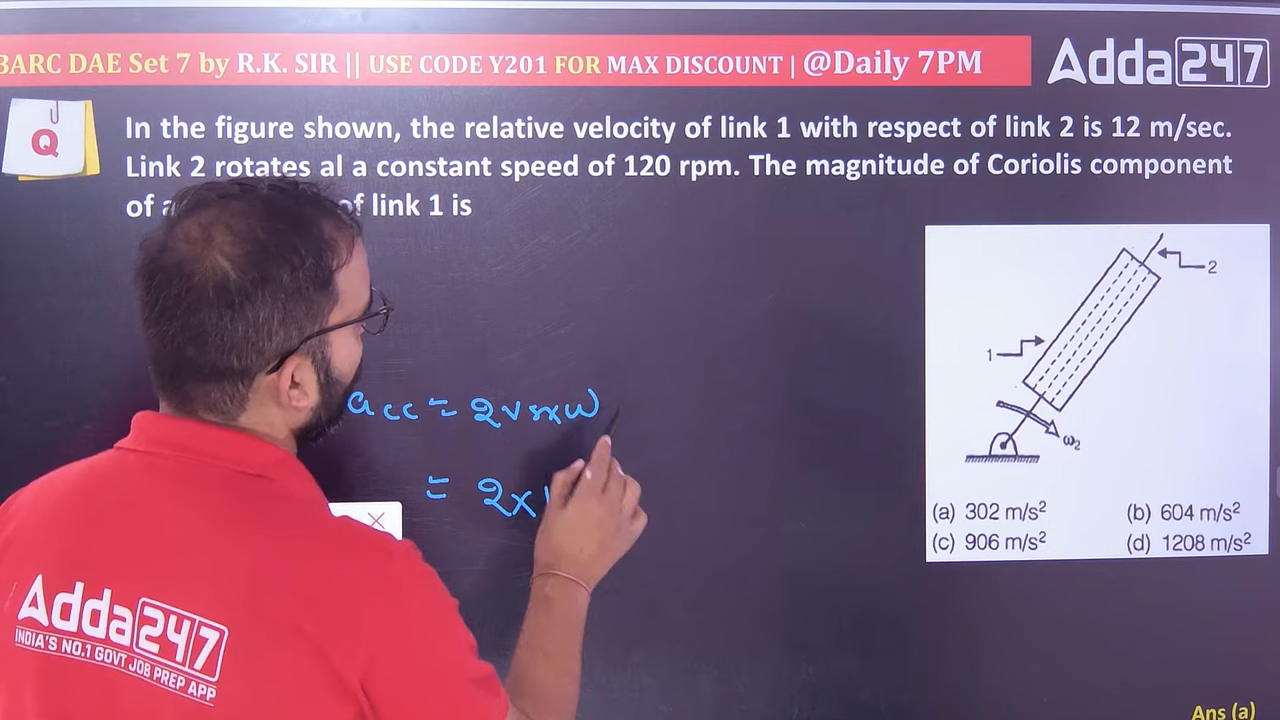 BARC DAE Set 7 by R.K. SIR || USE CODE Y201 FOR MAX DISCOUNT | @Daily 7PM
Adda247
Q
In the figure shown, the relative velocity of link 1 with respect of link 2 is 12 m/sec.
Link 2 rotates al a constant speed of 120 rpm. The magnitude of Coriolis component
of link 1 is
2
1
ω₂
(a) 302 m/s² (b) 604 m/s²
(c) 906 m/s² (d) 1208 m/s²
acc = 2V
= 2×
Adda247
INDIA'S NO.1 GOVT JOB PREP APP
Ans (a)